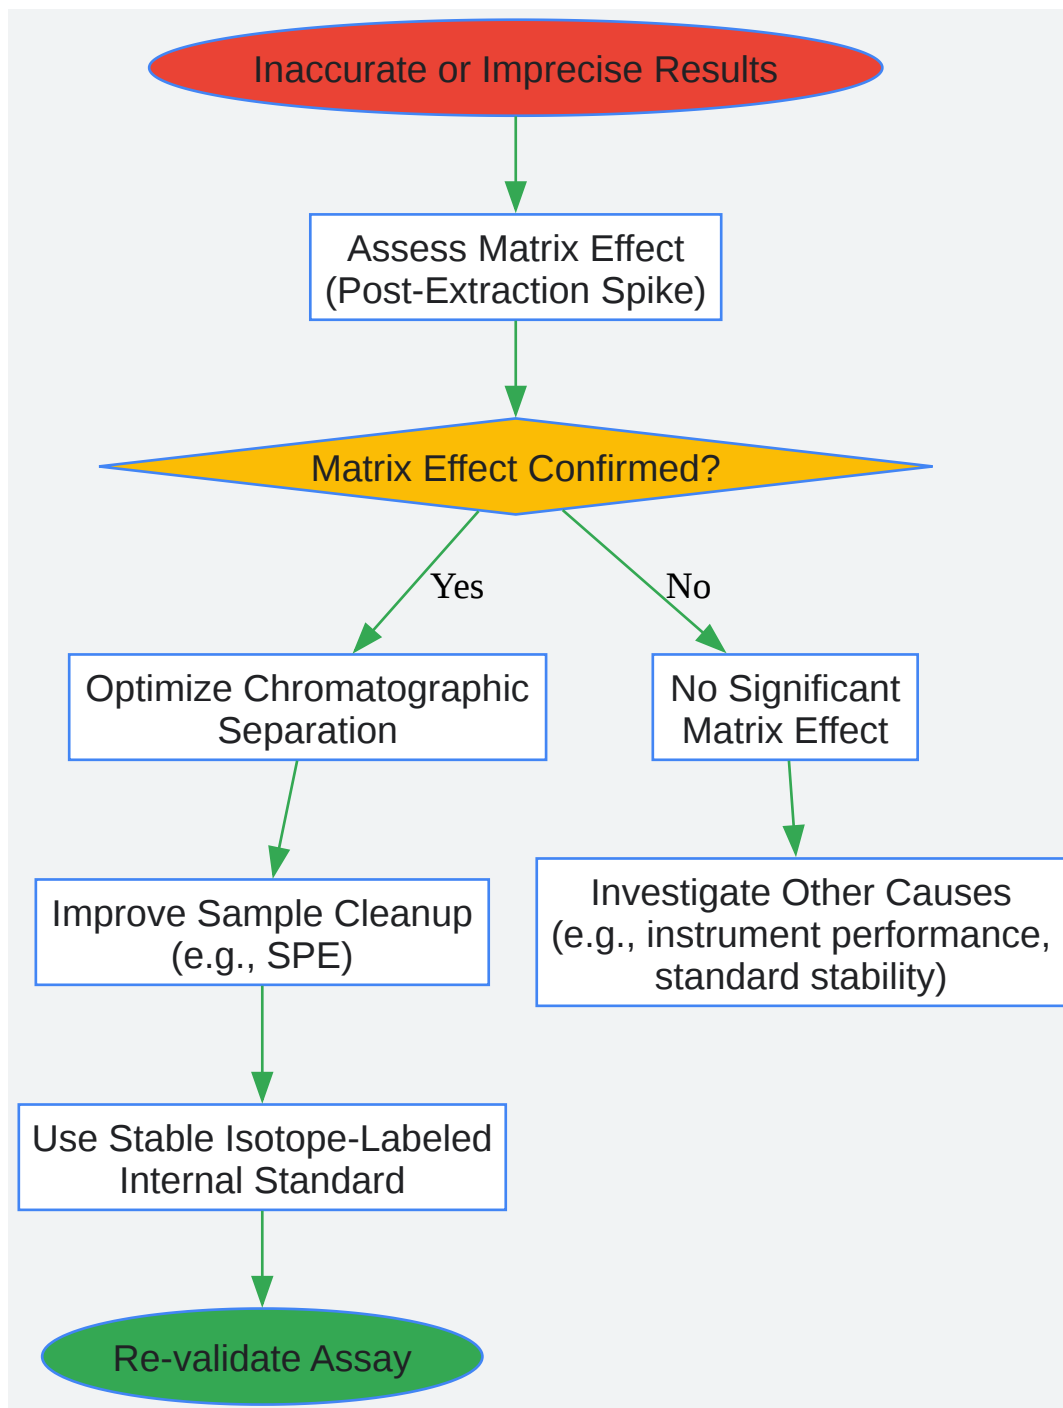 Inaccurate or Imprecise Results
Assess Matrix Effect
(Post-Extraction Spike)
Matrix Effect Confirmed?
Yes
No
Optimize Chromatographic
Separation
No Significant
Matrix Effect
Improve Sample Cleanup
(e.g., SPE)
Investigate Other Causes
(e.g., instrument performance,
standard stability)
Use Stable Isotope-Labeled
Internal Standard
Re-validate Assay